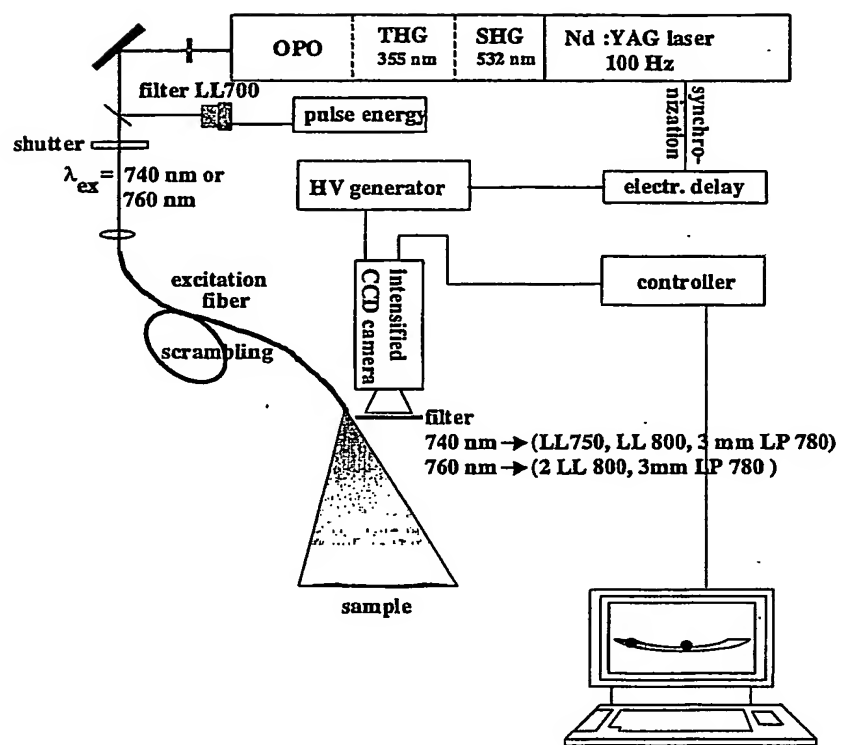 OPO
THG
355 nm
SHG
532 nm
Nd :YAG laser
100 Hz
filter LL700
pulse energy
synchro-
nization
shutter
λex= 740 nm or
760 nm
HV generator
electr. delay
excitation
fiber
scrambling
intensified
CCD camera
controller
filter
740 nm → (LL750, LL 800, 3 mm LP 780)
760 nm → (2 LL 800, 3mm LP 780 )
sample